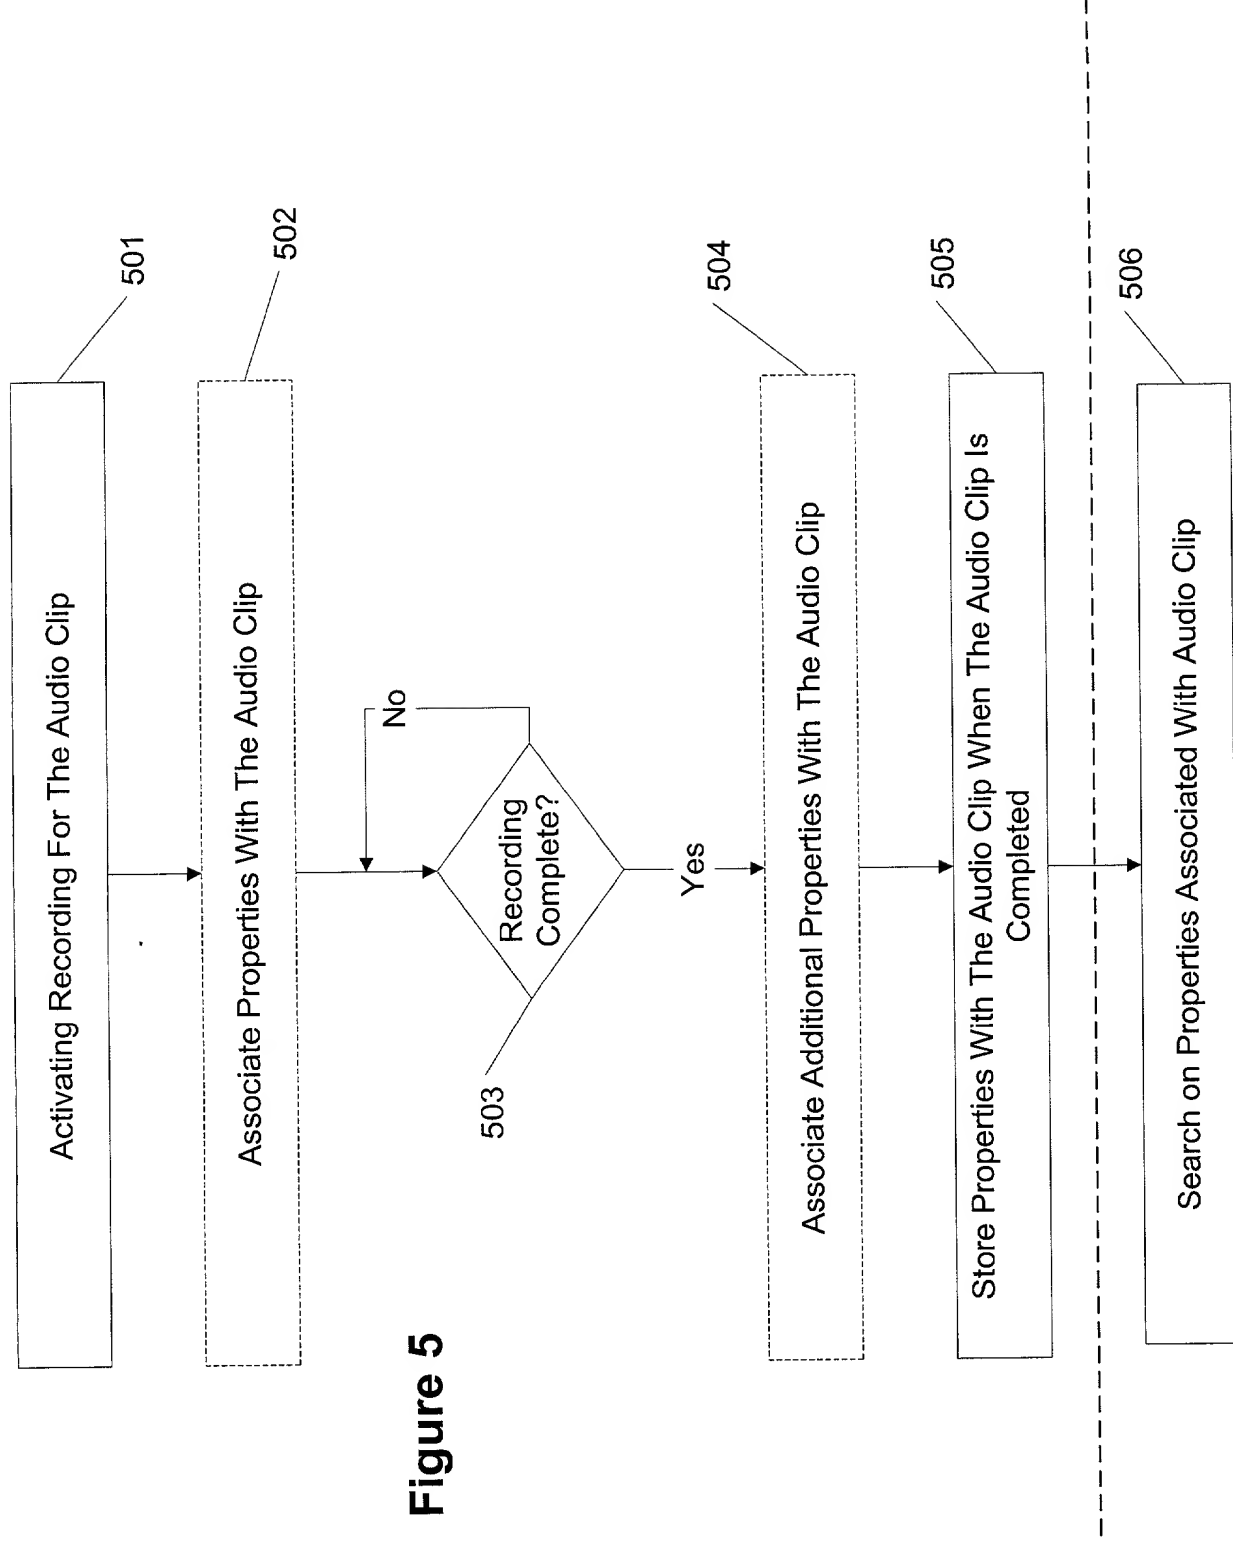 Activating Recording For The Audio Clip
501
Associate Properties With The Audio Clip
502
No
Recording
Complete?
503
Yes
Associate Additional Properties With The Audio Clip
504
Store Properties With The Audio Clip When The Audio Clip Is
Completed
505
Search on Properties Associated With Audio Clip
506
Figure 5